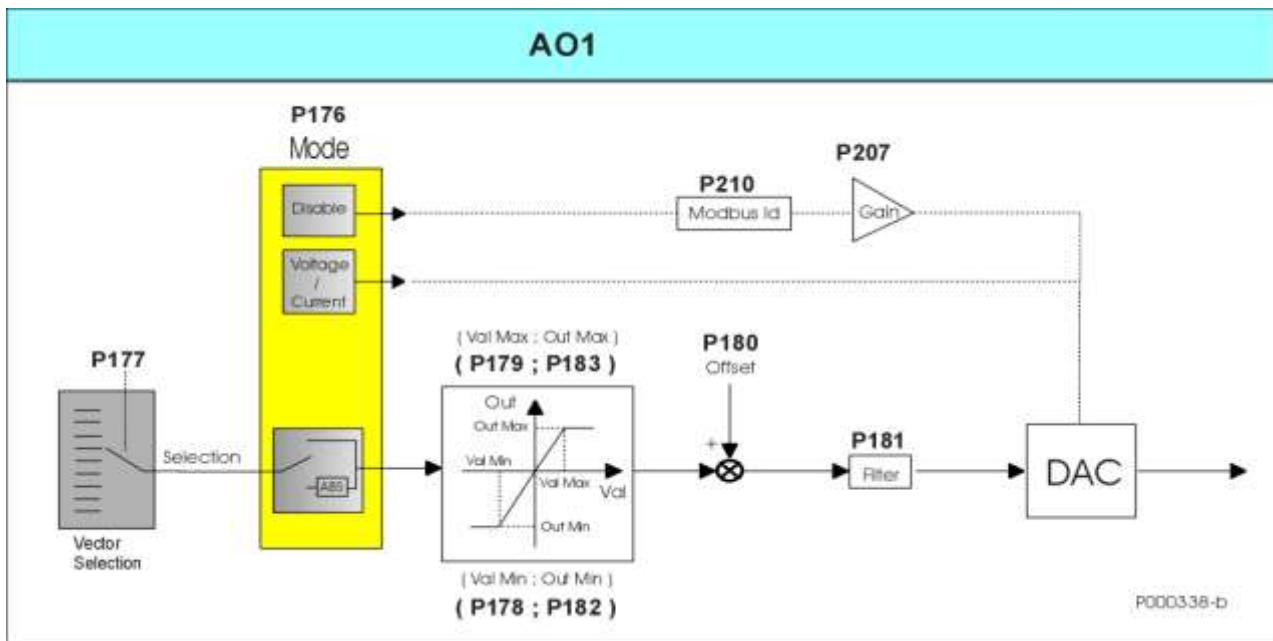 AO1
P176
Mode
P207
P210
Disable
Modbus Id
Gain
Voltage
/
Current
( Val Max ; Out Max )
( P179 ; P183 )
P180
Offset
P177
Out
Out Max
+
P181
Selection
Val Min
Val Max
Val
Filter
DAC
ABS
Out Min
Vector
Selection
( Val Min ; Out Min )
( P178 ; P182 )
P000338-b